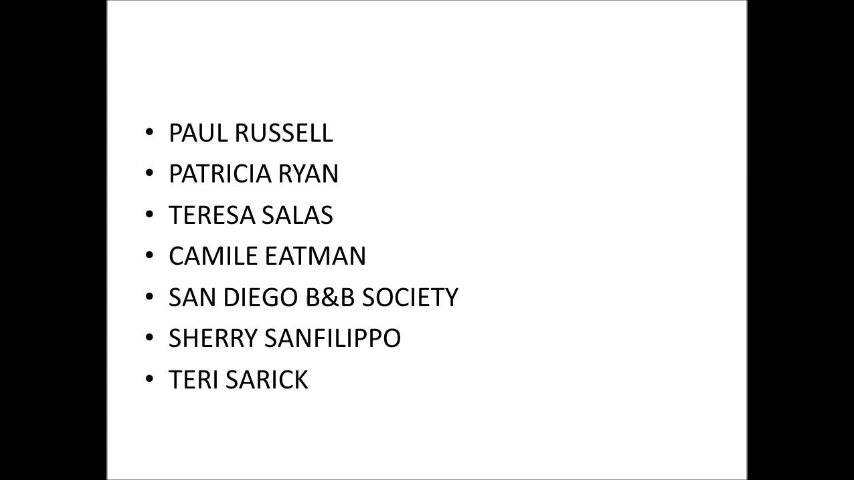 • PAUL RUSSELL
• PATRICIA RYAN
• TERESA SALAS
• CAMILE EATMAN
• SAN DIEGO B&B SOCIETY
• SHERRY SANFILIPPO
• TERI SARICK